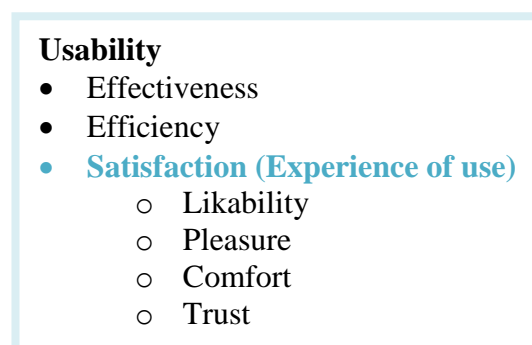 Usability
• Effectiveness
• Efficiency
• Satisfaction (Experience of use)
o Likability
o Pleasure
o Comfort
o Trust